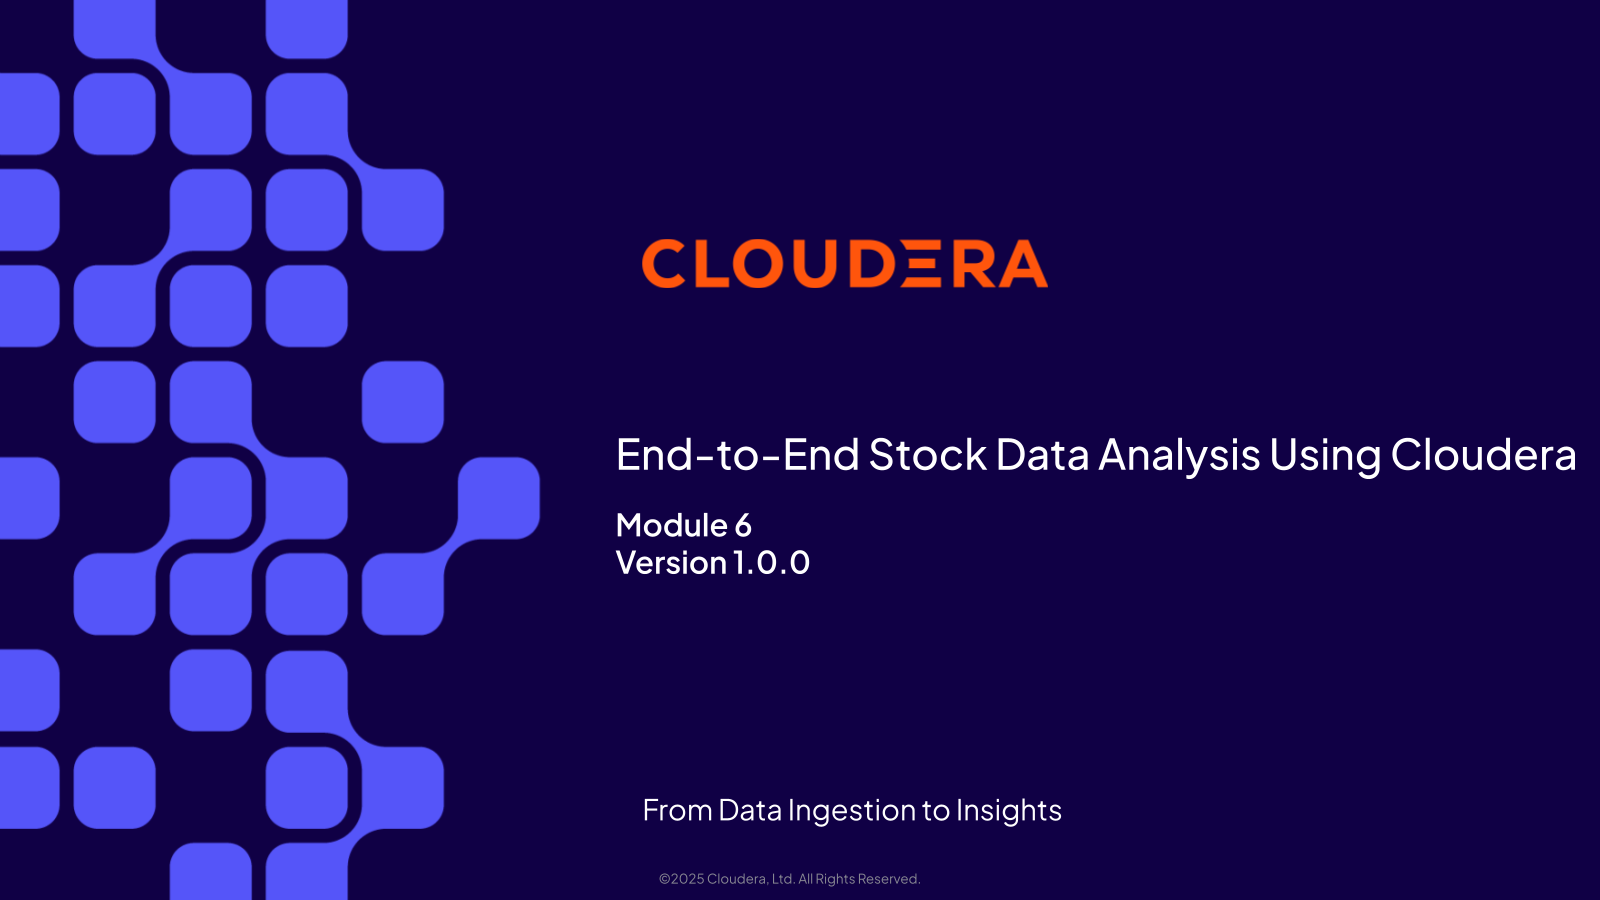 CLOUDERA
End-to-End Stock Data Analysis Using Cloudera
Module 6
Version 1.0.0
From Data Ingestion to Insights
©2025 Cloudera, Ltd. All Rights Reserved.